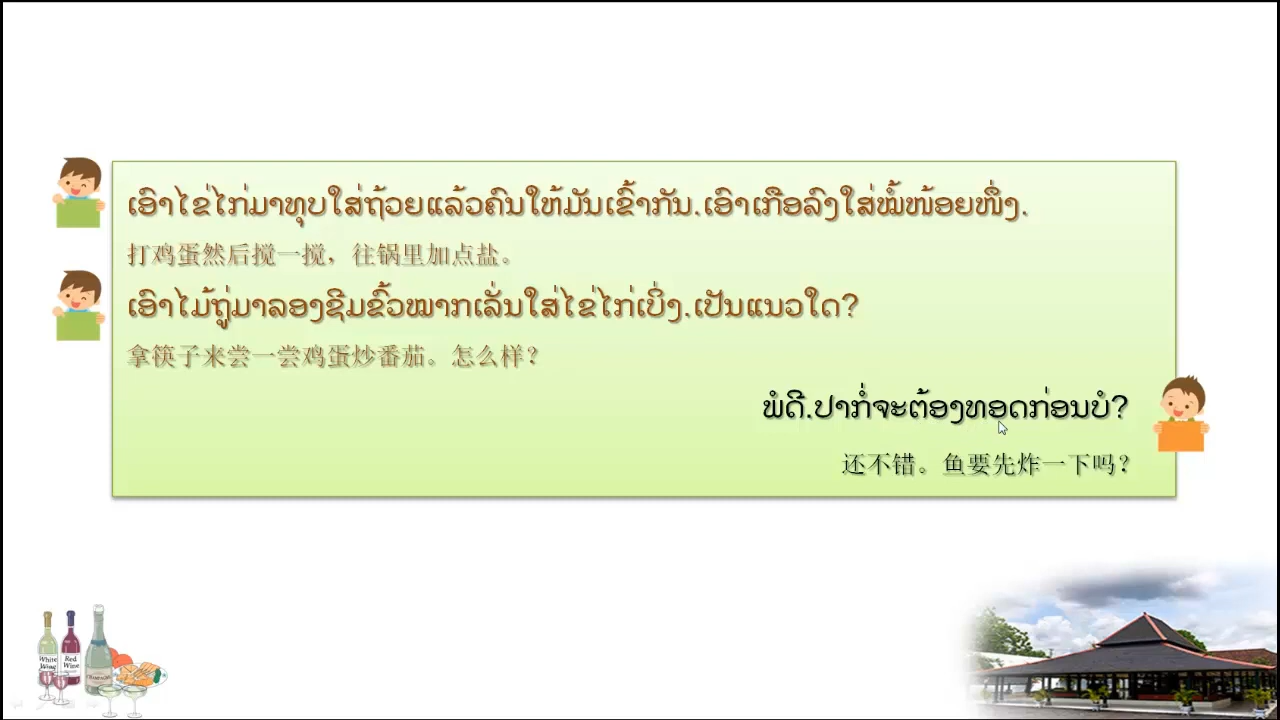 ເອົາໄຂ່ໄກ່ມາທຸບໃສ່ຖ້ວຍແລ້ວຄົນໃຫ້ມັນເຂົ້າກັນ.ເອົາເກືອລົງໃສ່ໝໍ້ໜ້ອຍໜຶ່ງ.
打鸡蛋然后搅一搅，往锅里加点盐。
ເອົາໄມ້ຖູ່ມາລອງຊີມຂົ້ວໝາກເລັ່ນໃສ່ໄຂ່ໄກ່ເບິ່ງ.ເປັນແນວໃດ?
拿筷子来尝一尝鸡蛋炒番茄。怎么样？
ພໍດີ.ປາກໍ່ຈະຕ້ອງທອດກ່ອນບໍ?
还不错。鱼要先炸一下吗？
White Wine
Red Wine
CHAMPAGNE